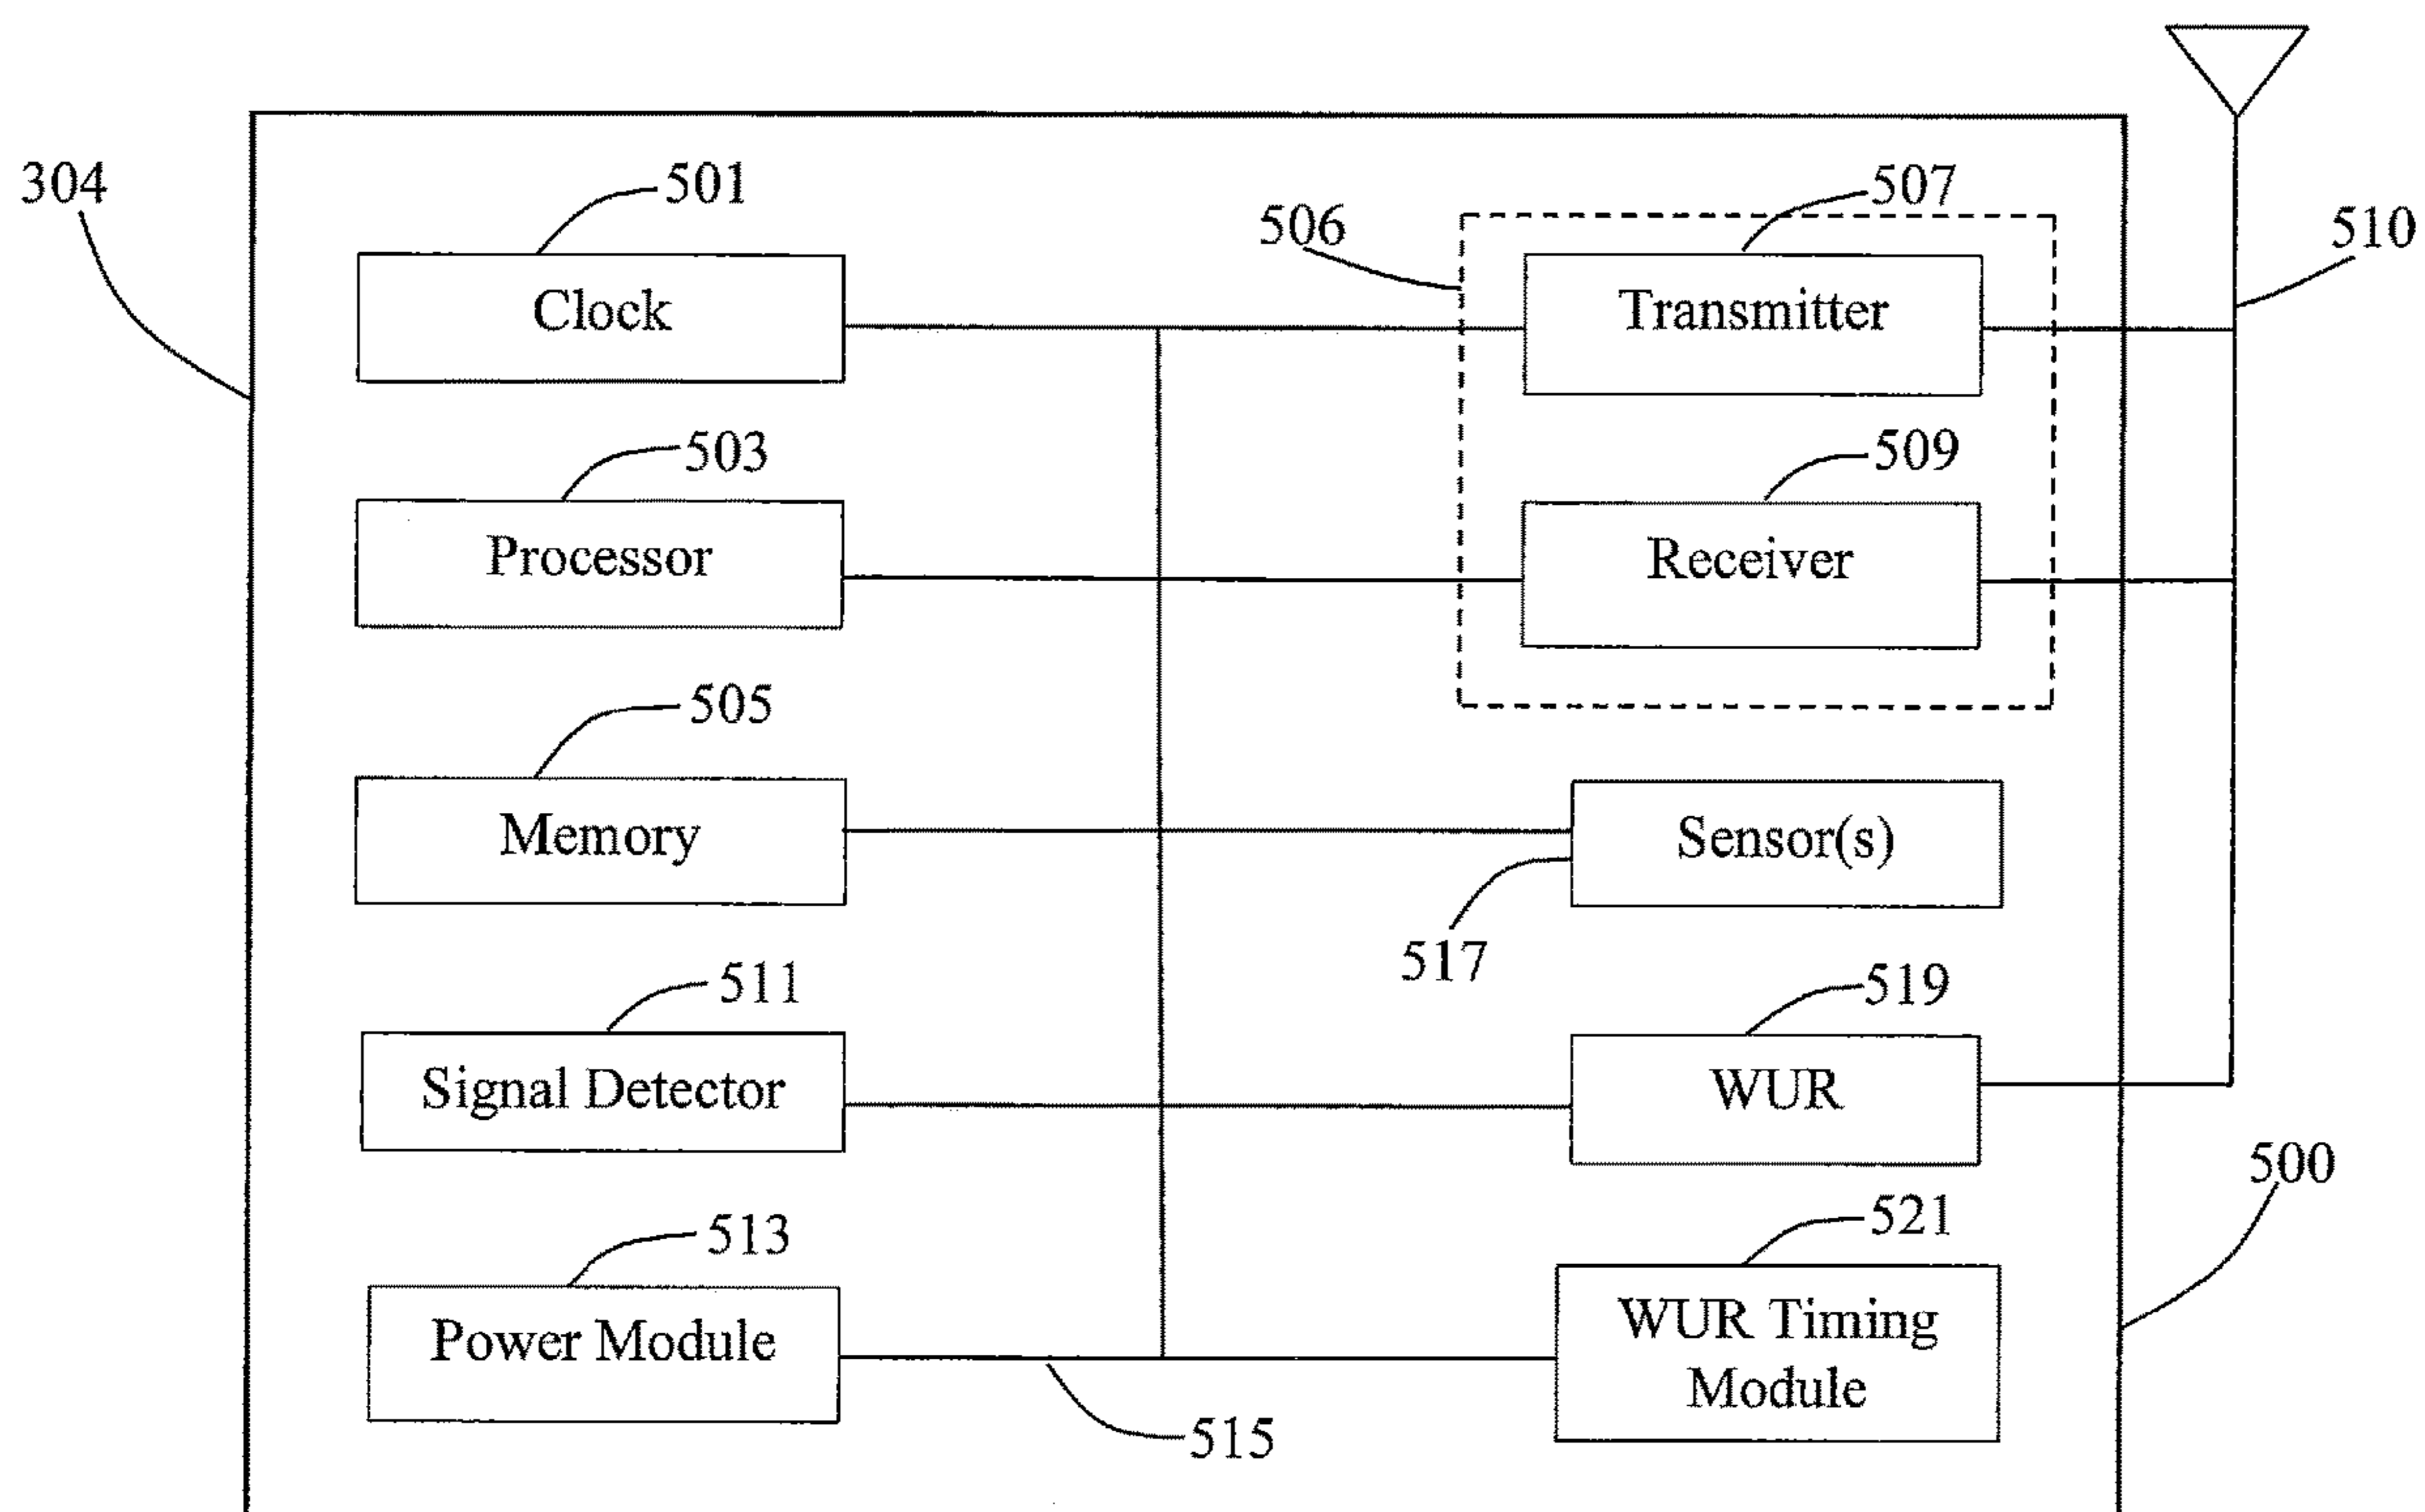 304
501
Clock
503
Processor
505
Memory
511
Signal Detector
513
Power Module
515
506
507
Transmitter
509
Receiver
510
Sensor(s)
517
519
WUR
500
521
WUR Timing
Module